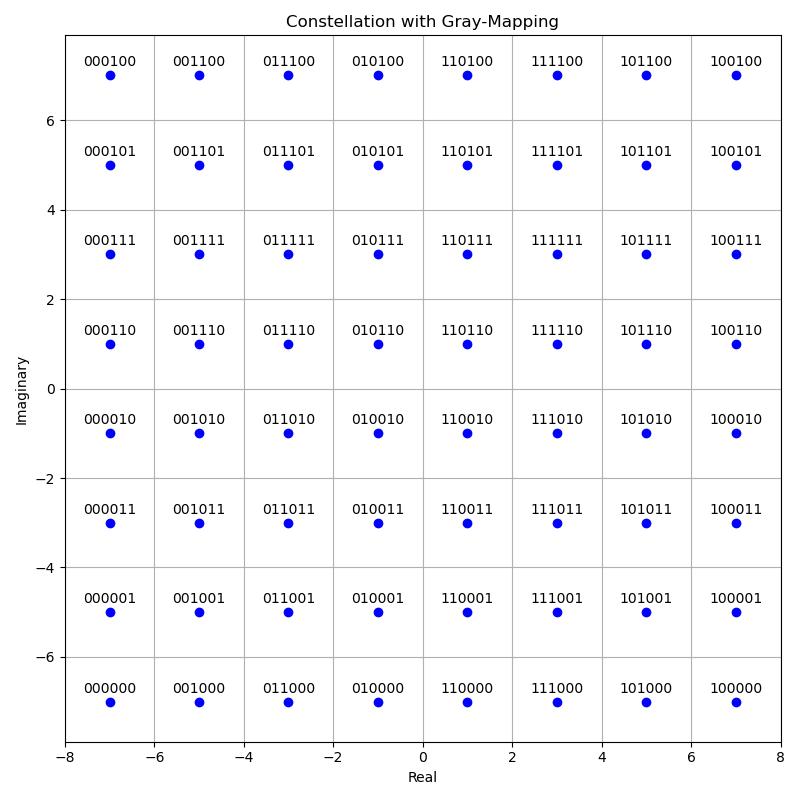 Constellation with Gray-Mapping
000100 001100 011100 010100 110100 111100 101100 100100
6
000101 001101 011101 010101 110101 111101 101101 100101
4
000111 001111 011111 010111 110111 111111 101111 100111
2
000110 001110 011110 010110 110110 111110 101110 100110
0
Imaginary
000010 001010 011010 010010 110010 111010 101010 100010
−2
000011 001011 011011 010011 110011 111011 101011 100011
−4
000001 001001 011001 010001 110001 111001 101001 100001
−6
000000 001000 011000 010000 110000 111000 101000 100000
−8 −6 −4 −2 0 2 4 6 8
Real